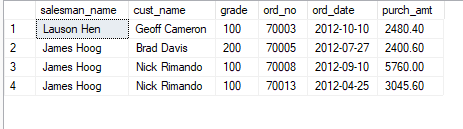 salesman_name cust_name grade ord_no ord_date purch_amt
1 Lauson Hen Geoff Cameron 100 70003 2012-10-10 2480.40
2 James Hoog Brad Davis 200 70005 2012-07-27 2400.60
3 James Hoog Nick Rimando 100 70008 2012-09-10 5760.00
4 James Hoog Nick Rimando 100 70013 2012-04-25 3045.60